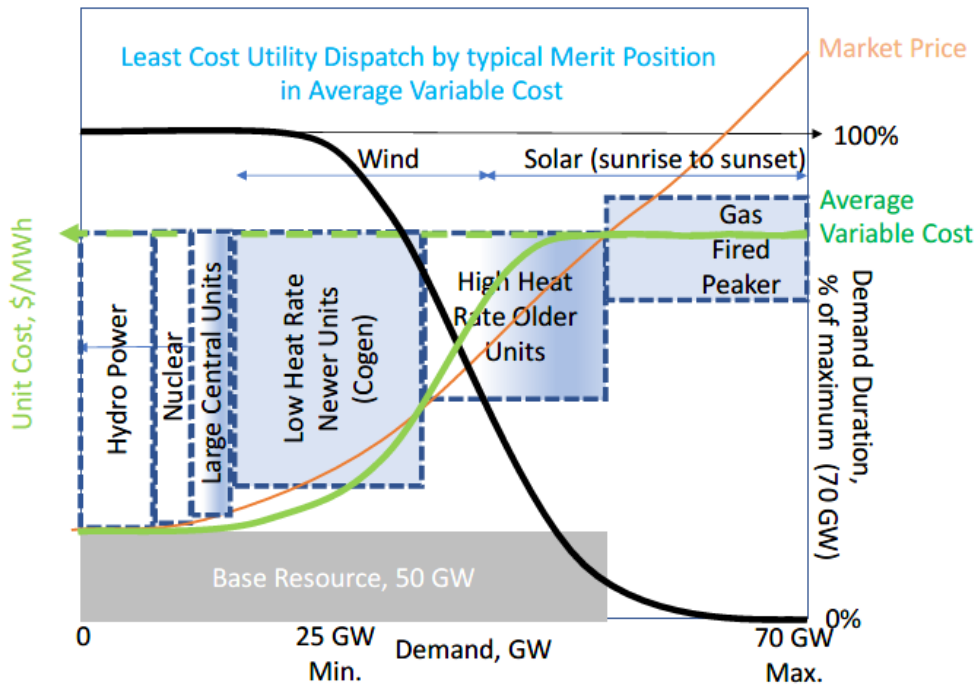 Least Cost Utility Dispatch by typical Merit Position
in Average Variable Cost
Market Price
100%
Wind
Solar (sunrise to sunset)
Average
Variable Cost
Gas
Fired
Peaker
High Heat
Rate Older
Units
Low Heat Rate
Newer Units
(Cogen)
Large Central Units
Nuclear
Hydro Power
Unit Cost, $/MWh
Demand Duration,
% of maximum (70 GW)
Base Resource, 50 GW
0%
0
25 GW
Min.
Demand, GW
70 GW
Max.